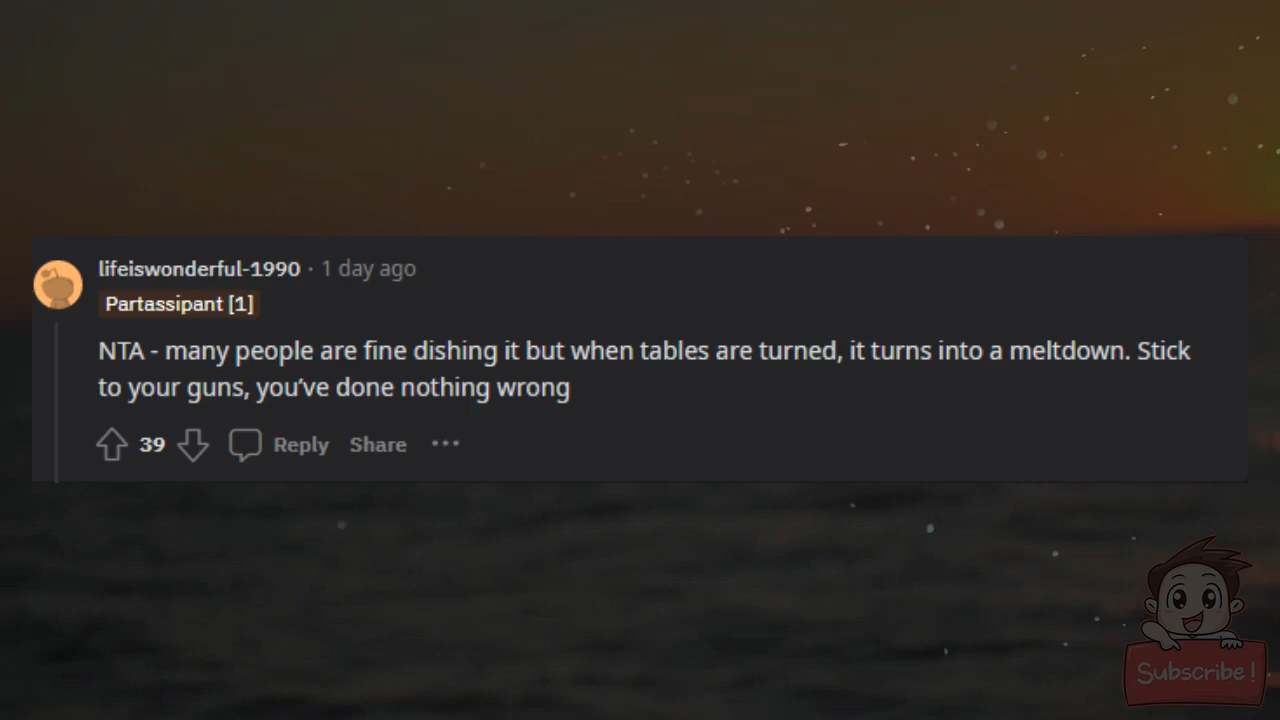 lifeiswonderful-1990 · 1 day ago
Partassipant [1]
NTA - many people are fine dishing it but when tables are turned, it turns into a meltdown. Stick
to your guns, you’ve done nothing wrong
39 Reply Share •••
Subscribe!